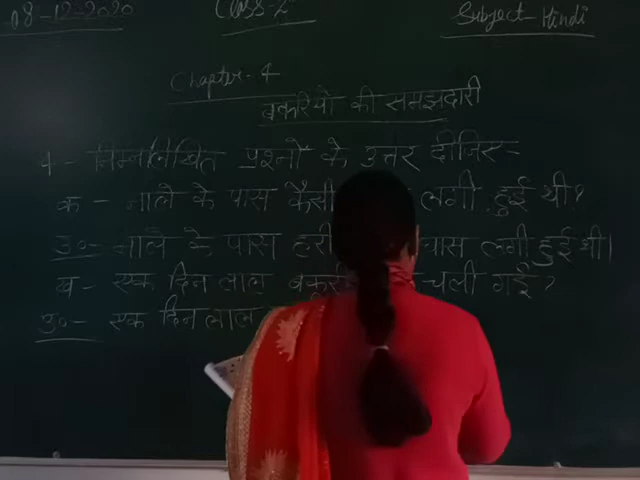 08-12-2020 Class-2 Subject-Hindi
Chapter-4
बकरियो की समझदारी
4- निम्नलिखित प्रश्नों के उत्तर दीजिए-
क- नाले के पास कैसी लगी हुई थी?
उ०- नाले के पास हरी घास लगी हुई थी।
ख- एक दिन लाल बकरी चली गई?
उ०- एक दिन लाल